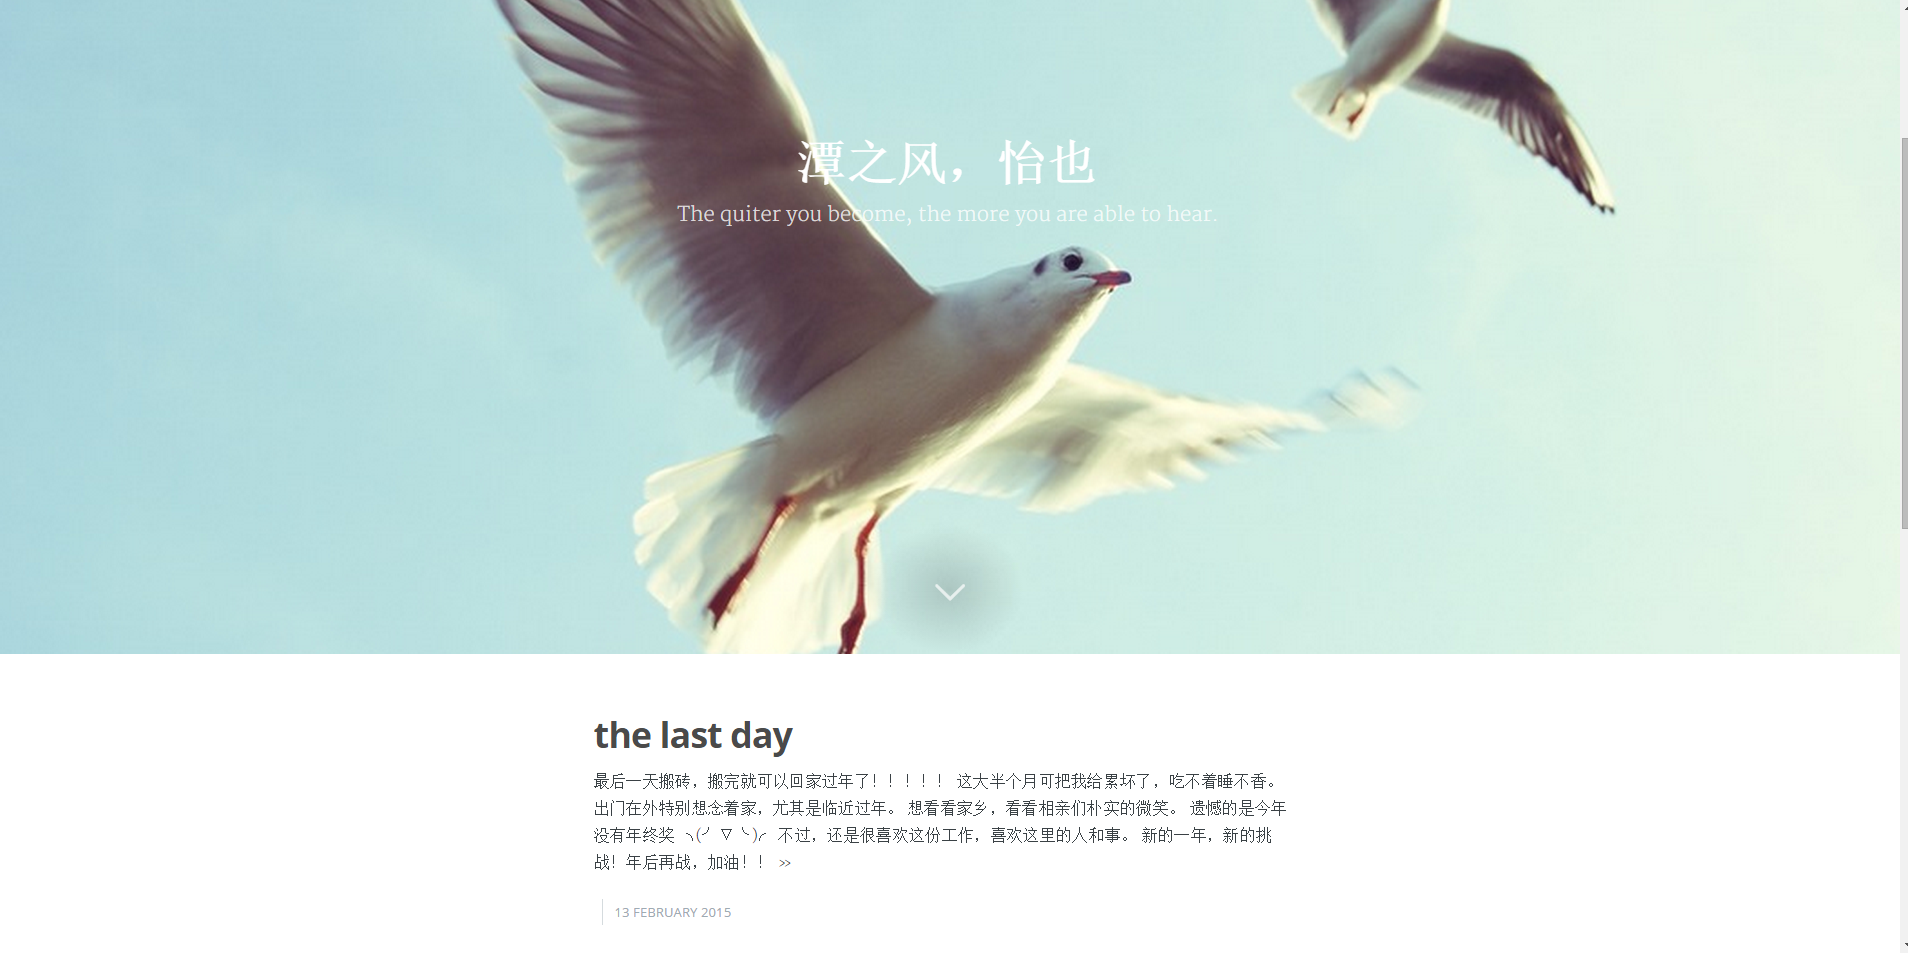 潭之风，怡也
The quiter you become, the more you are able to hear.
the last day
最后一天搬砖，搬完就可以回家过年了！！！！！ 这大半个月可把我给累坏了，吃不着睡不香。
出门在外特别想念着家，尤其是临近过年。 想看看家乡，看看相亲们朴实的微笑。 遗憾的是今年
没有年终奖 ╮(╯▽╰)╭ 不过，还是很喜欢这份工作，喜欢这里的人和事。 新的一年，新的挑
战！年后再战，加油！！ »
13 FEBRUARY 2015